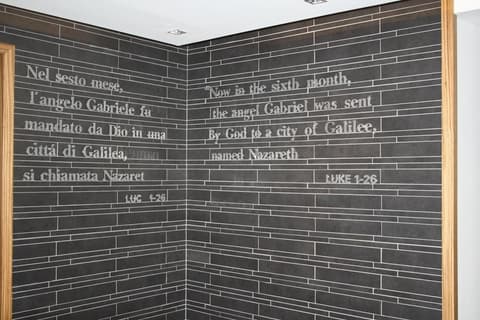 Nel sesto mese,
l'angelo Gabriele fu
mandato da Dio in una
cittá di Galilea,
si chiamata Nazaret
LUC 1-26
"Now in the sixth month,
the angel Gabriel was sent
By God to a city of Galilee,
named Nazareth
LUKE 1-26